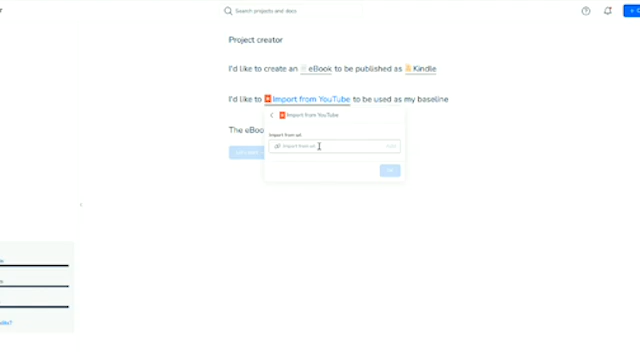 Search projects and docs
Project creator
I'd like to create an eBook to be published as Kindle
I'd like to Import from YouTube to be used as my baseline
Import from YouTube
Import from url
Import from url
The eBoo